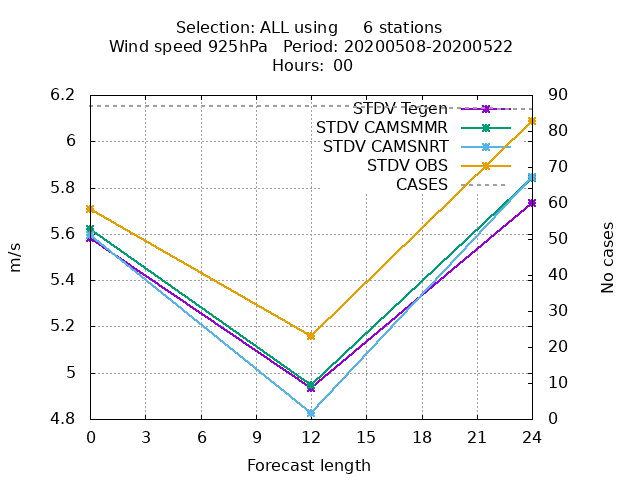 Selection: ALL using 6 stations
Wind speed 925hPa Period: 20200508-20200522
Hours: 00
6.2
6
5.8
5.6
5.4
5.2
5
4.8
m/s
90
80
70
60
50
40
30
20
10
0
No cases
STDV Tegen
STDV CAMSMMR
STDV CAMSNRT
STDV OBS
CASES
0 3 6 9 12 15 18 21 24
Forecast length